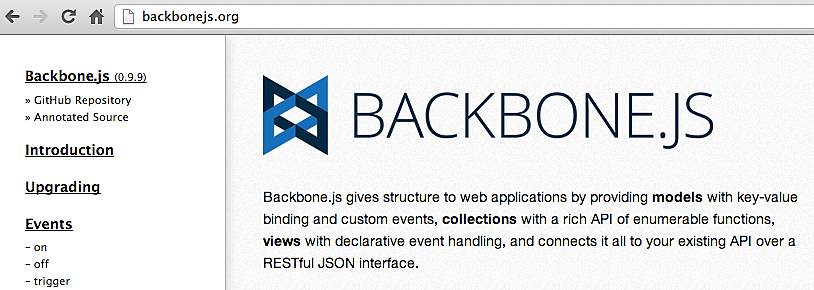 backbonejs.org
Backbone.js (0.9.9)
» GitHub Repository
» Annotated Source
Introduction
Upgrading
Events
– on
– off
– trigger
BACKBONE.JS
Backbone.js gives structure to web applications by providing models with key-value
binding and custom events, collections with a rich API of enumerable functions,
views with declarative event handling, and connects it all to your existing API over a
RESTful JSON interface.